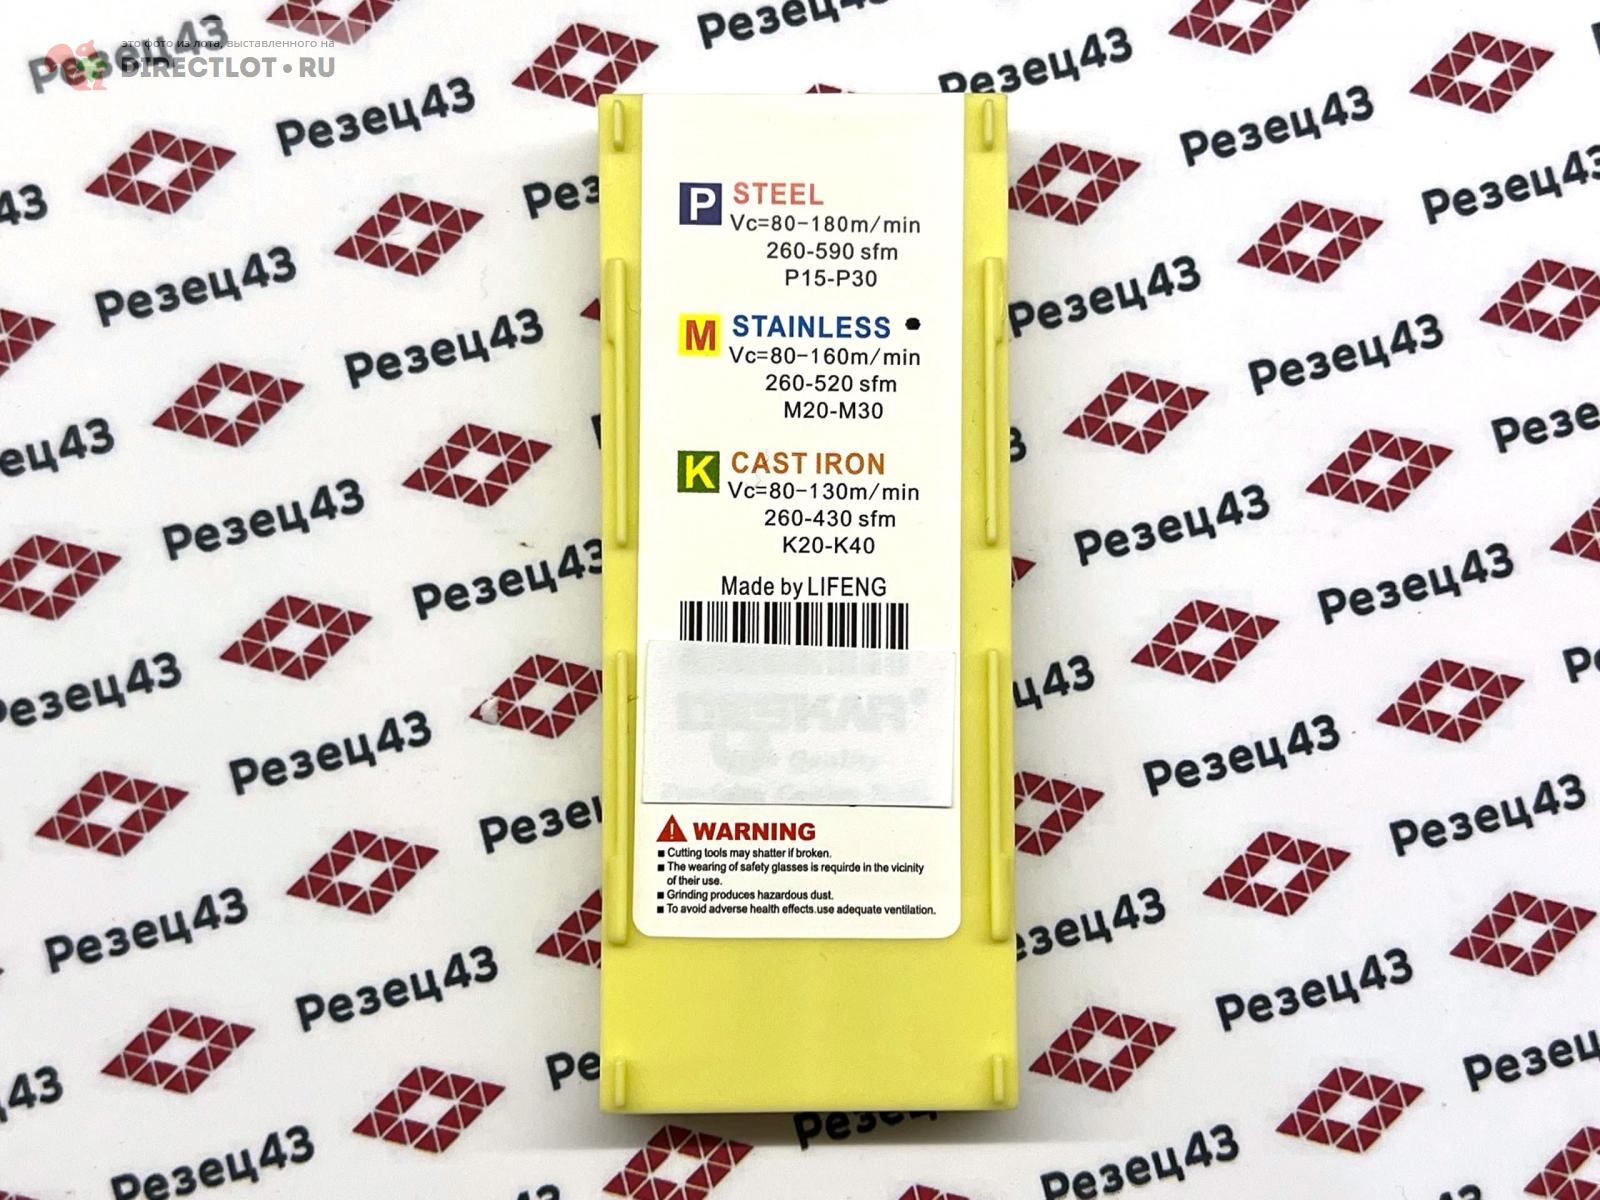 это фото из лота, выставленного на
DIRECTLOT•RU
Резец43
P STEEL
Vc=80-180m/min
260-590 sfm
P15-P30
M STAINLESS
Vc=80-160m/min
260-520 sfm
M20-M30
K CAST IRON
Vc=80-130m/min
260-430 sfm
K20-K40
Made by LIFENG
WARNING
■ Cutting tools may shatter if broken.
■ The wearing of safety glasses is requirde in the vicinity
of their use.
■ Grinding produces hazardous dust.
■ To avoid adverse health effects.use adequate ventilation.